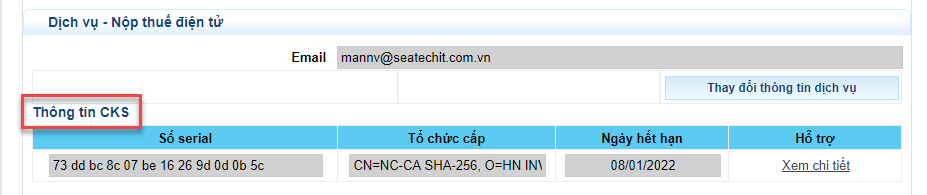 Dịch vụ - Nộp thuế điện tử
Email mannv@seatechit.com.vn
Thay đổi thông tin dịch vụ
Thông tin CKS
Số serial Tổ chức cấp Ngày hết hạn Hỗ trợ
73 dd bc 8c 07 be 16 26 9d 0d 0b 5c CN=NC-CA SHA-256, O=HN 08/01/2022 Xem chi tiết